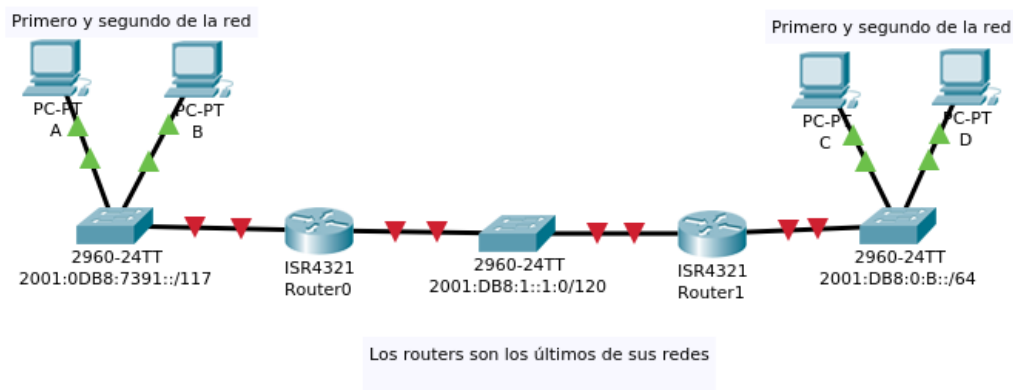 Primero y segundo de la red
Primero y segundo de la red
PC-PT
A
PC-PT
B
PC-PT
C
PC-PT
D
2960-24TT
2001:0DB8:7391::/117
ISR4321
Router0
2960-24TT
2001:DB8:1::1:0/120
ISR4321
Router1
2960-24TT
2001:DB8:0:B::/64
Los routers son los últimos de sus redes